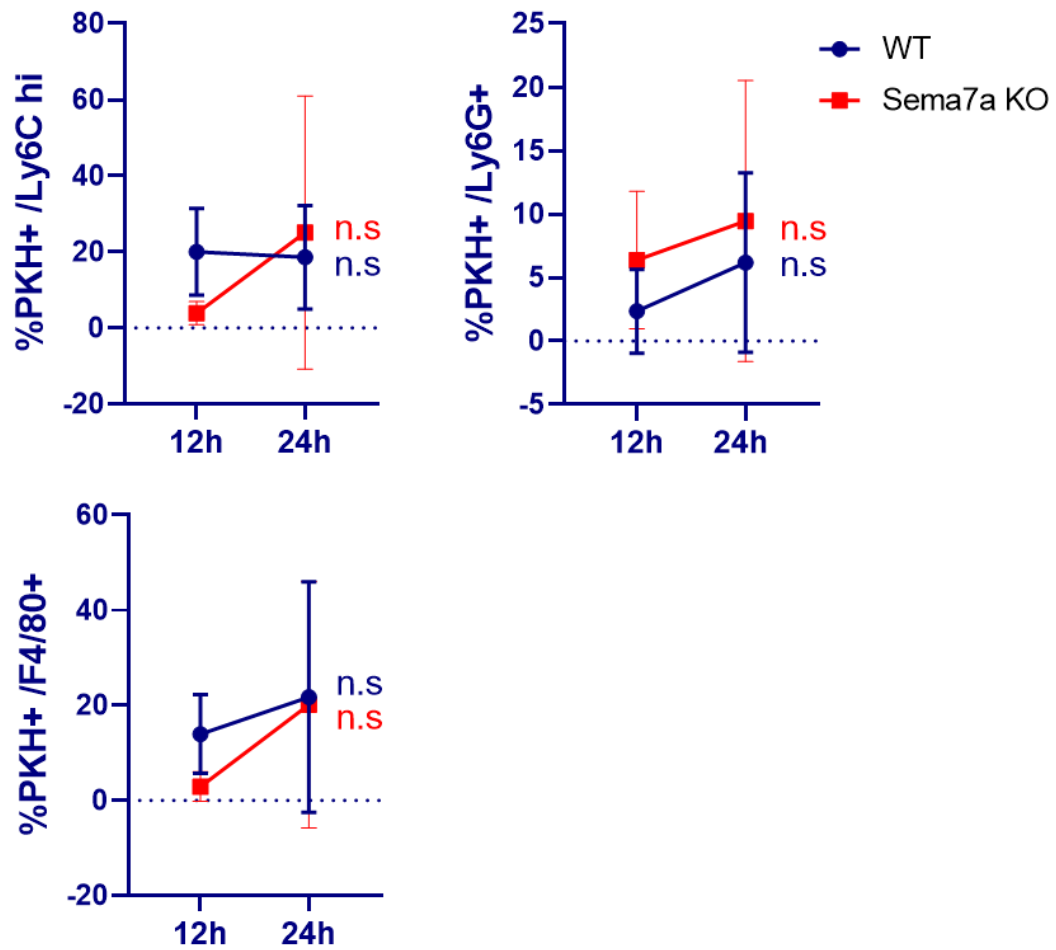 %PKH+ /Ly6C hi
80
60
40
20
0
-20
12h
24h
n.s
n.s
%PKH+ /Ly6G+
25
20
15
10
5
0
-5
12h
24h
n.s
n.s
WT
Sema7a KO
%PKH+ /F4/80+
60
40
20
0
-20
12h
24h
n.s
n.s